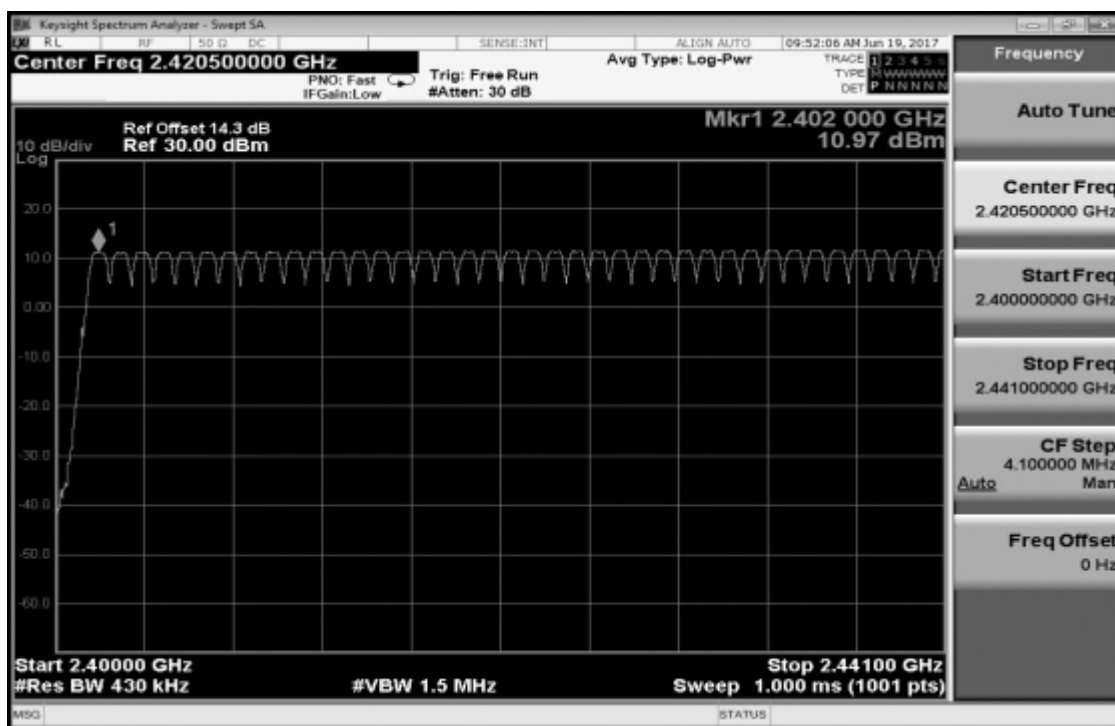 Keysight Spectrum Analyzer - Swept SA
RL RF 50 Ω DC SENSE:INT ALIGN AUTO 09:52:06 AM Jun 19, 2017
Center Freq 2.420500000 GHz
PNO: Fast
IFGain:Low
Trig: Free Run
#Atten: 30 dB
Avg Type: Log-Pwr
TRACE 1 2 3 4 5 6
TYPE M W W W W W
DET P N N N N N
Ref Offset 14.3 dB
10 dB/div Ref 30.00 dBm
Log
Mkr1 2.402 000 GHz
10.97 dBm
1
20.0
10.0
0.00
-10.0
-20.0
-30.0
-40.0
-50.0
-60.0
Start 2.40000 GHz Stop 2.44100 GHz
#Res BW 430 kHz #VBW 1.5 MHz Sweep 1.000 ms (1001 pts)
MSG STATUS
Frequency
Auto Tune
Center Freq
2.420500000 GHz
Start Freq
2.400000000 GHz
Stop Freq
2.441000000 GHz
CF Step
4.100000 MHz
Auto Man
Freq Offset
0 Hz